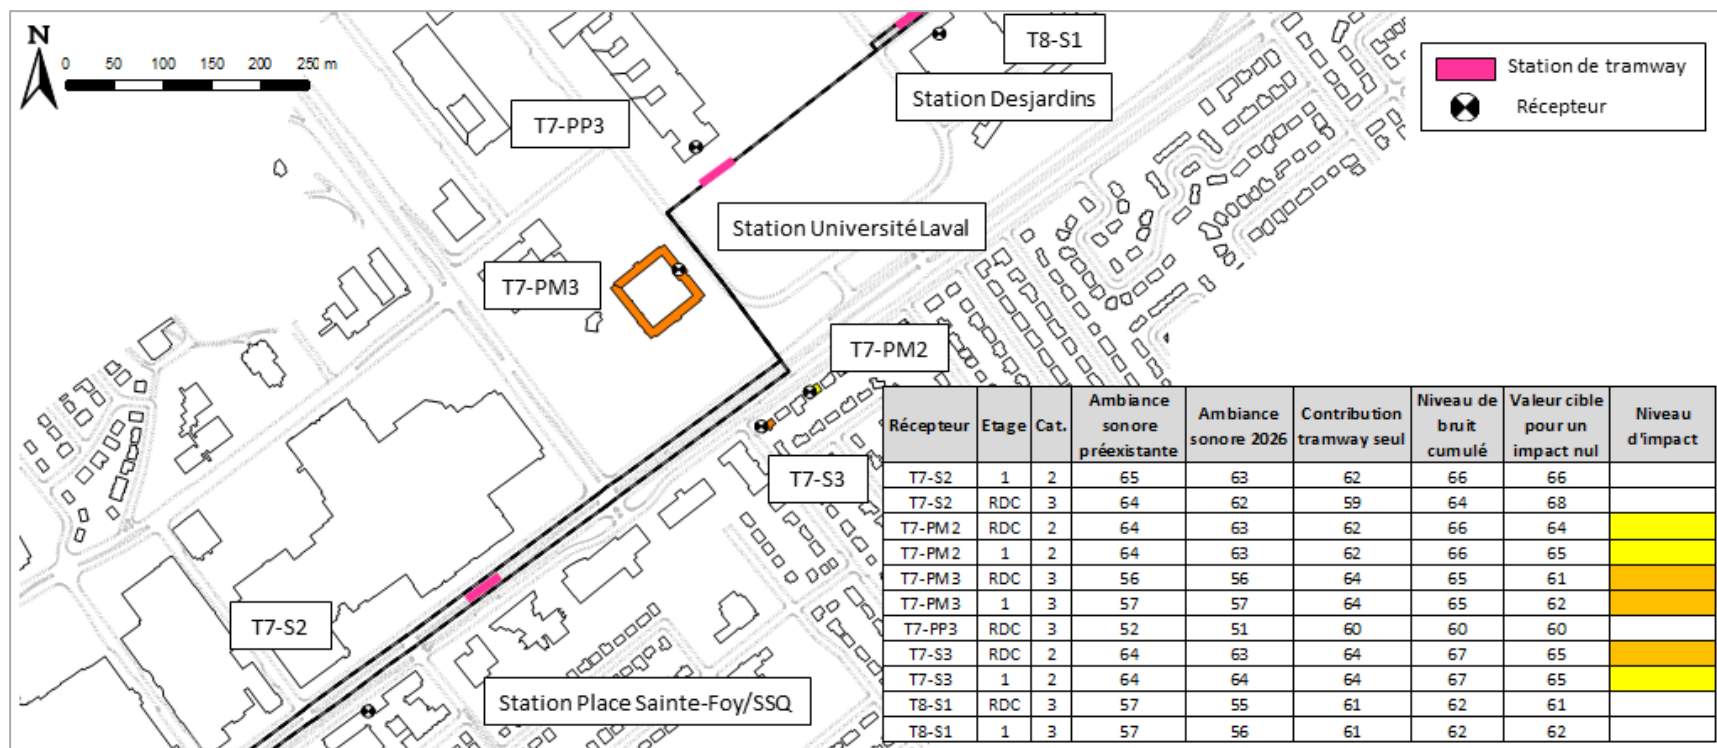 N
0 50 100 150 200 250 m
T8-S1
Station de tramway
Station Desjardins
Récepteur
T7-PP3
Station Université Laval
T7-PM3
T7-PM2
T7-S3
T7-S2
Station Place Sainte-Foy/SSQ
Récepteur Etage Cat. Ambiance sonore préexistante Ambiance sonore 2026 Contribution tramway seul Niveau de bruit cumulé Valeur cible pour un impact nul Niveau d'impact
T7-S2 1 2 65 63 62 66 66
T7-S2 RDC 3 64 62 59 64 68
T7-PM2 RDC 2 64 63 62 66 64
T7-PM2 1 2 64 63 62 66 65
T7-PM3 RDC 3 56 56 64 65 61
T7-PM3 1 3 57 57 64 65 62
T7-PP3 RDC 3 52 51 60 60 60
T7-S3 RDC 2 64 63 64 67 65
T7-S3 1 2 64 64 64 67 65
T8-S1 RDC 3 57 55 61 62 61
T8-S1 1 3 57 56 61 62 62